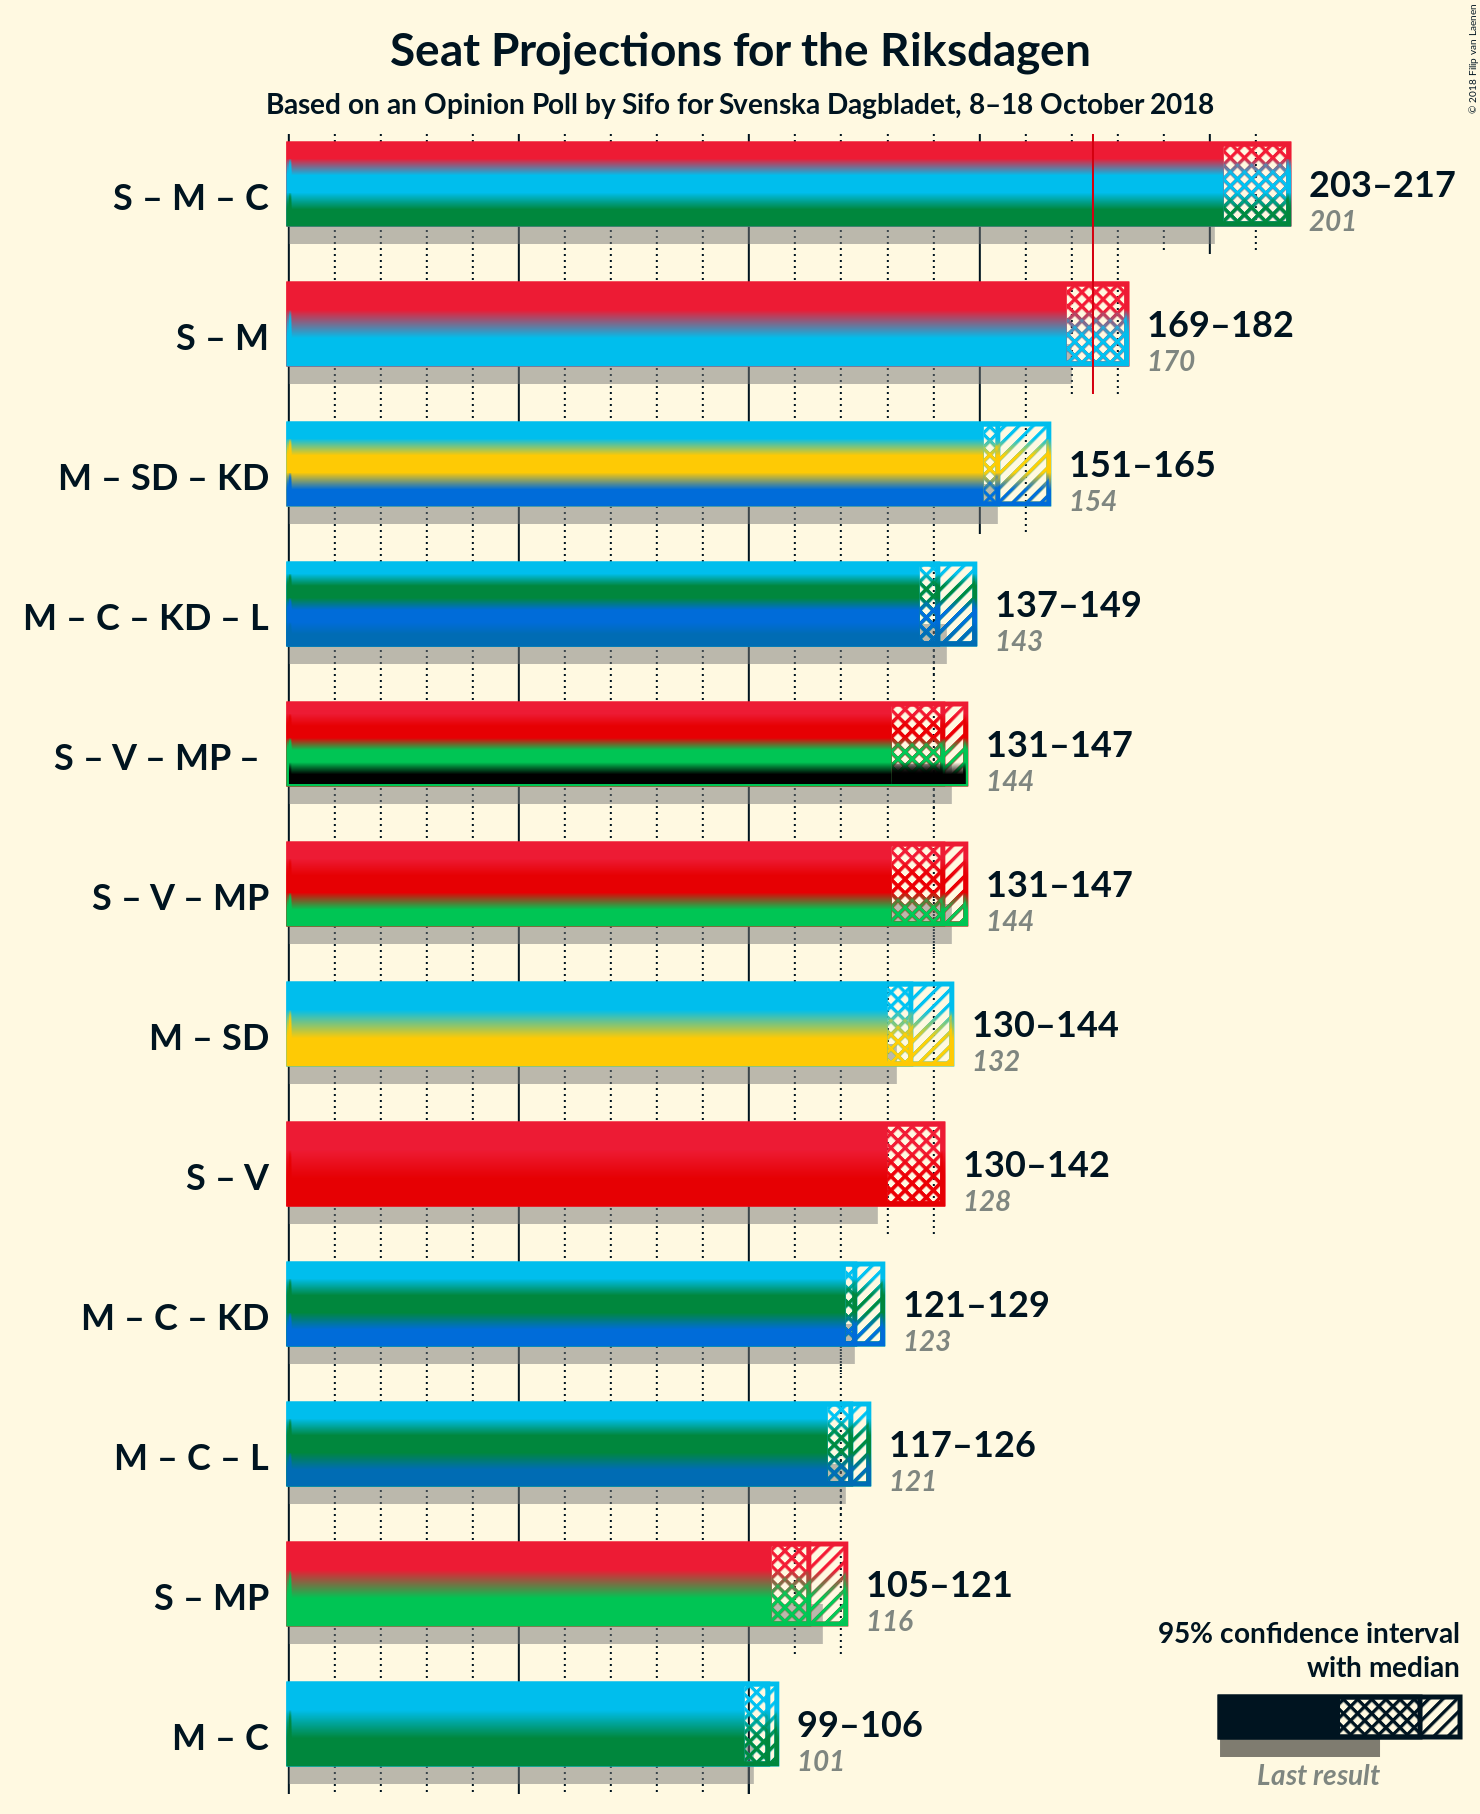 Seat Projections for the Riksdagen
Based on an Opinion Poll by Sifo for Svenska Dagbladet, 8–18 October 2018
© 2018 Filip van Laenen
S – M – C
203–217
201
S – M
169–182
170
M – SD – KD
151–165
154
M – C – KD – L
137–149
143
S – V – MP –
131–147
144
S – V – MP
131–147
144
M – SD
130–144
132
S – V
130–142
128
M – C – KD
121–129
123
M – C – L
117–126
121
S – MP
105–121
116
M – C
99–106
101
95% confidence interval
with median
Last result